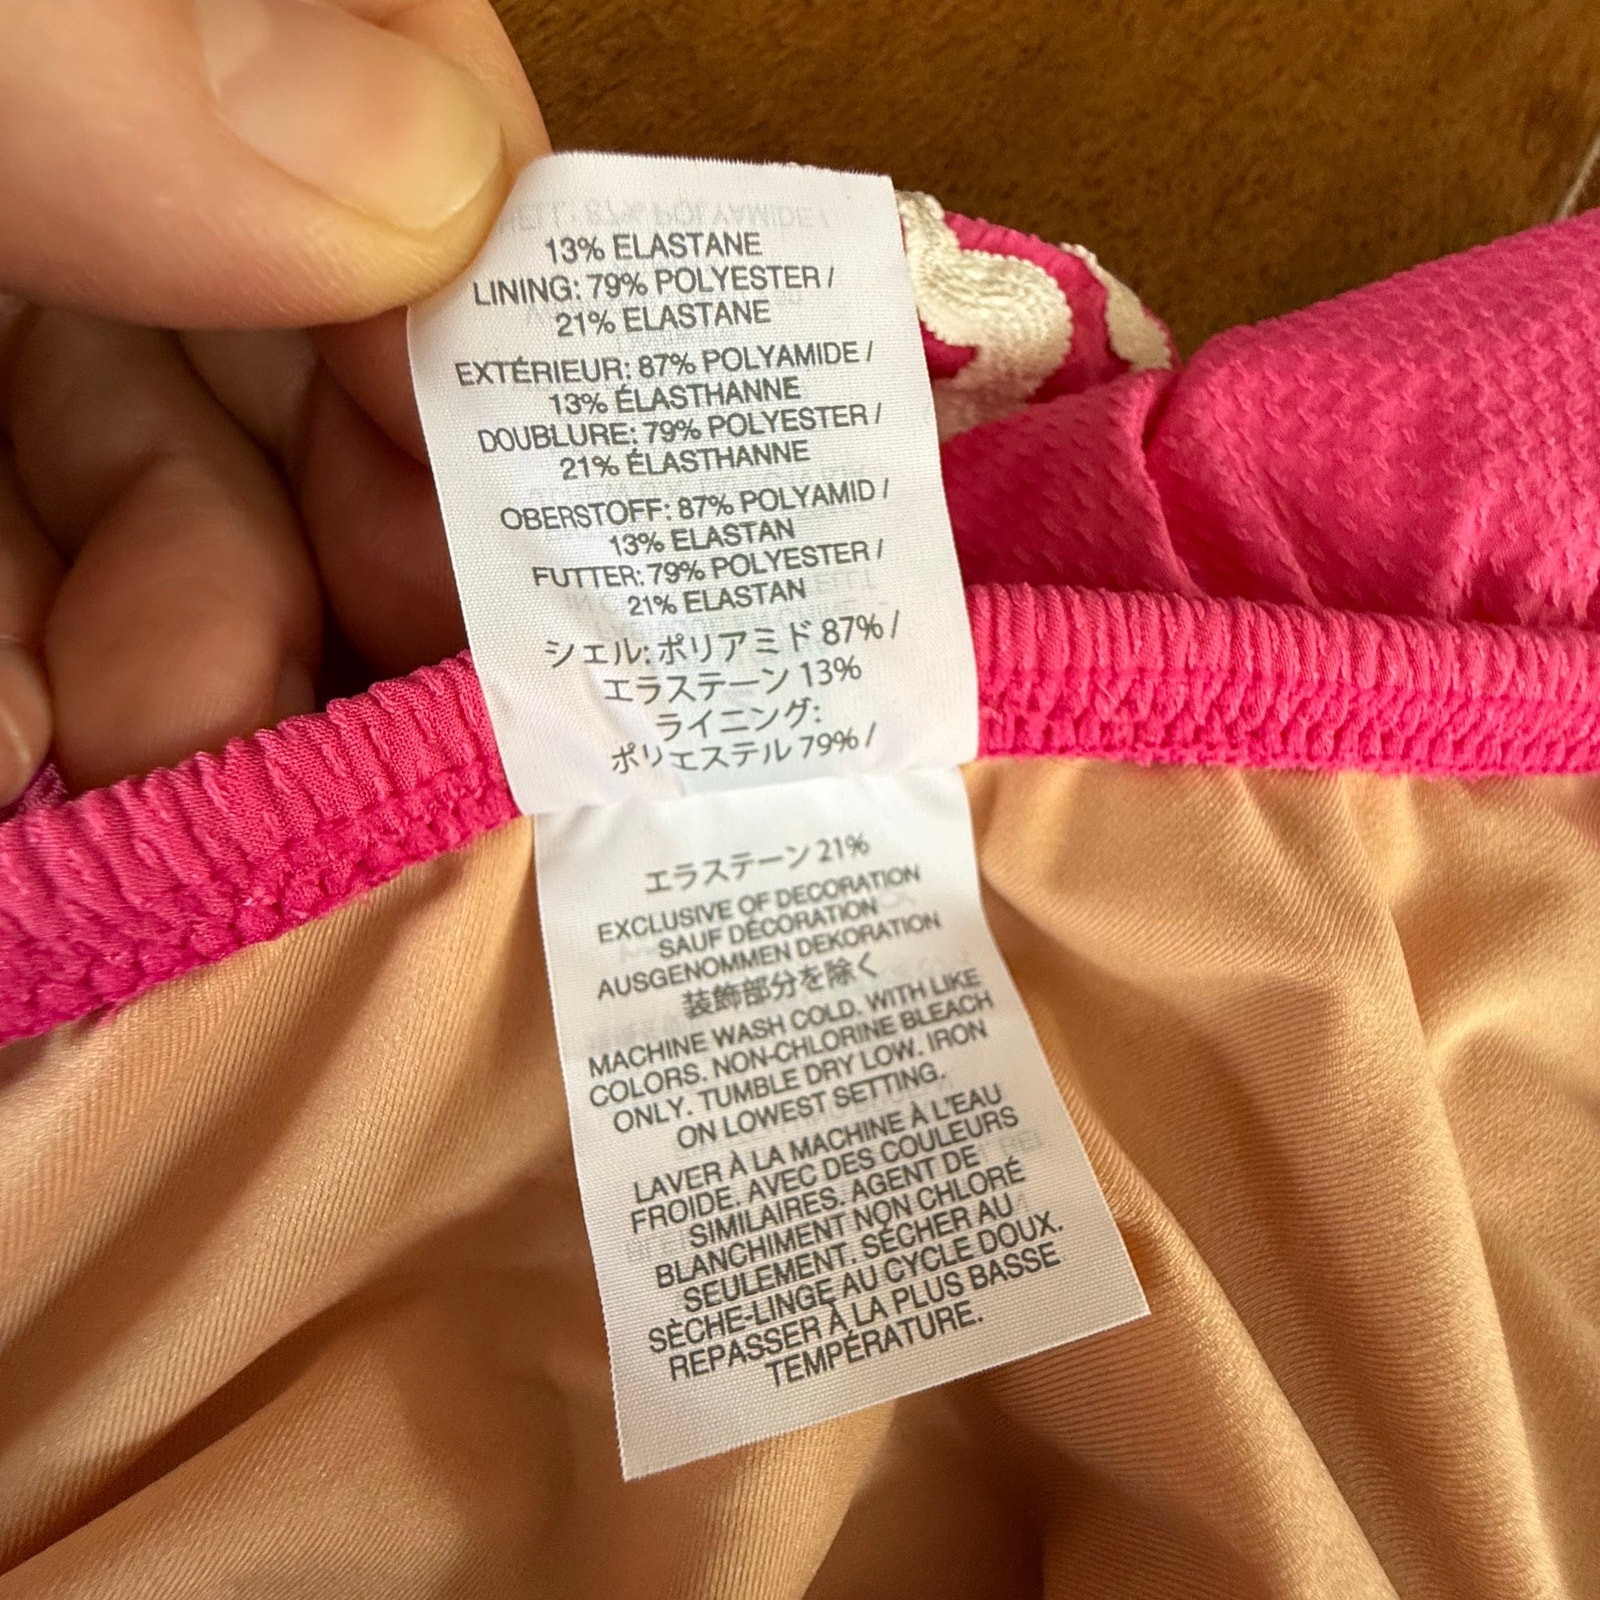 13% ELASTANE
LINING: 79% POLYESTER /
21% ELASTANE
EXTÉRIEUR: 87% POLYAMIDE /
13% ÉLASTHANNE
DOUBLURE: 79% POLYESTER /
21% ÉLASTHANNE
OBERSTOFF: 87% POLYAMID /
13% ELASTAN
FUTTER: 79% POLYESTER /
21% ELASTAN
シェル: ポリアミド 87% /
エラステーン 13%
ライニング:
ポリエステル 79% /
エラステーン 21%
EXCLUSIVE OF DECORATION
SAUF DÉCORATION
AUSGENOMMEN DEKORATION
装飾部分を除く
MACHINE WASH COLD. WITH LIKE
COLORS. NON-CHLORINE BLEACH
ONLY. TUMBLE DRY LOW. IRON
ON LOWEST SETTING.
LAVER À LA MACHINE À L'EAU
FROIDE. AVEC DES COULEURS
SIMILAIRES. AGENT DE
BLANCHIMENT NON CHLORÉ
SEULEMENT. SÉCHER AU
SÈCHE-LINGE AU CYCLE DOUX.
REPASSER À LA PLUS BASSE
TEMPÉRATURE.